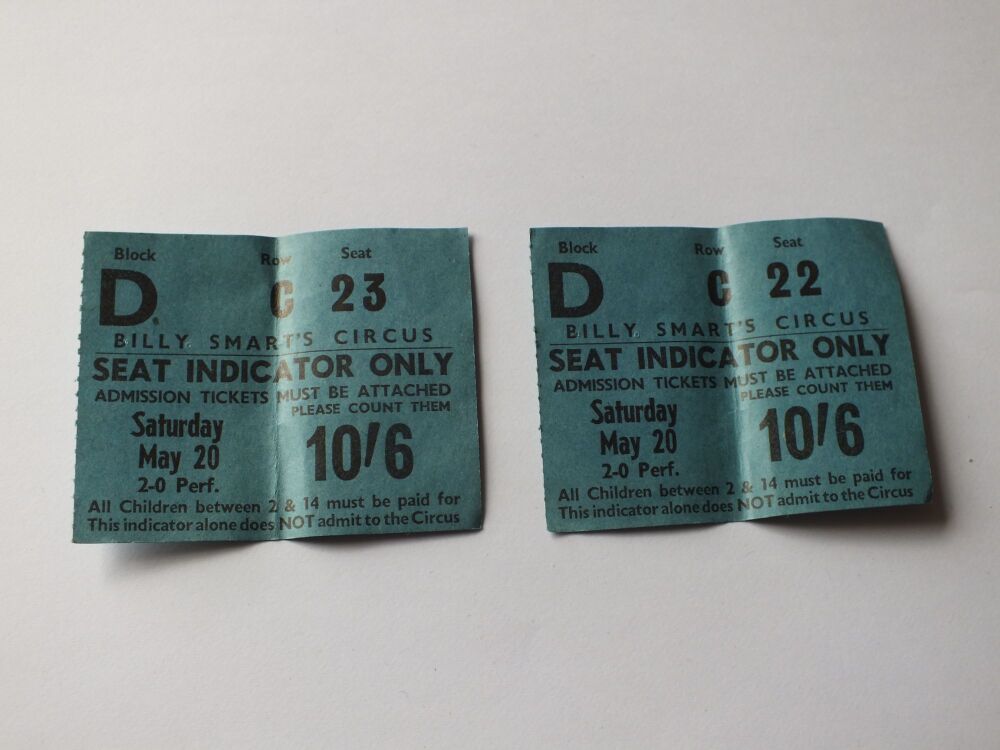 Block Row Seat
D C 23
BILLY SMART'S CIRCUS
SEAT INDICATOR ONLY
ADMISSION TICKETS MUST BE ATTACHED
PLEASE COUNT THEM
Saturday
May 20
2-0 Perf.
10/6
All Children between 2 & 14 must be paid for
This indicator alone does NOT admit to the Circus
Block Row Seat
D C 22
BILLY SMART'S CIRCUS
SEAT INDICATOR ONLY
ADMISSION TICKETS MUST BE ATTACHED
PLEASE COUNT THEM
Saturday
May 20
2-0 Perf.
10/6
All Children between 2 & 14 must be paid for
This indicator alone does NOT admit to the Circus